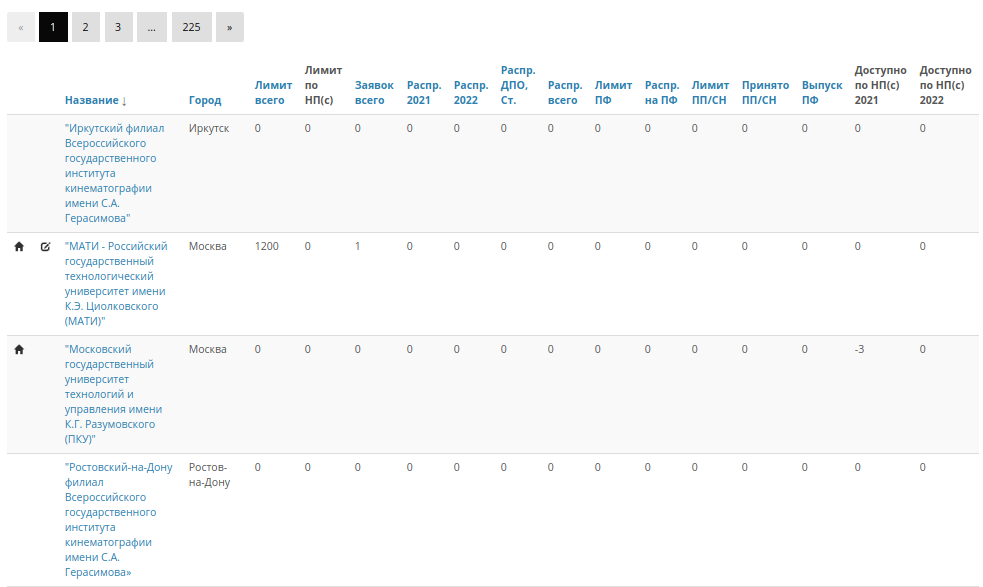 « 1 2 3 ... 225 »
Название ↓ Город Лимит всего Лимит по НП(с) Заявок всего Распр. 2021 Распр. 2022 Распр. ДПО, Ст. Распр. всего Лимит ПФ Распр. на ПФ Лимит ПП/СН Принято ПП/СН Выпуск ПФ Доступно по НП(с) 2021 Доступно по НП(с) 2022
"Иркутский филиал Иркутск 0 0 0 0 0 0 0 0 0 0 0 0 0 0
Всероссийского
государственного
института
кинематографии
имени С.А.
Герасимова"
"МАТИ - Российский Москва 1200 0 1 0 0 0 0 0 0 0 0 0 0 0
государственный
технологический
университет имени
К.Э. Циолковского
(МАТИ)"
"Московский Москва 0 0 0 0 0 0 0 0 0 0 0 0 -3 0
государственный
университет
технологий и
управления имени
К.Г. Разумовского
(ПКУ)"
"Ростовский-на-Дону Ростов- 0 0 0 0 0 0 0 0 0 0 0 0 0 0
филиал на-Дону
Всероссийского
государственного
института
кинематографии
имени С.А.
Герасимова»